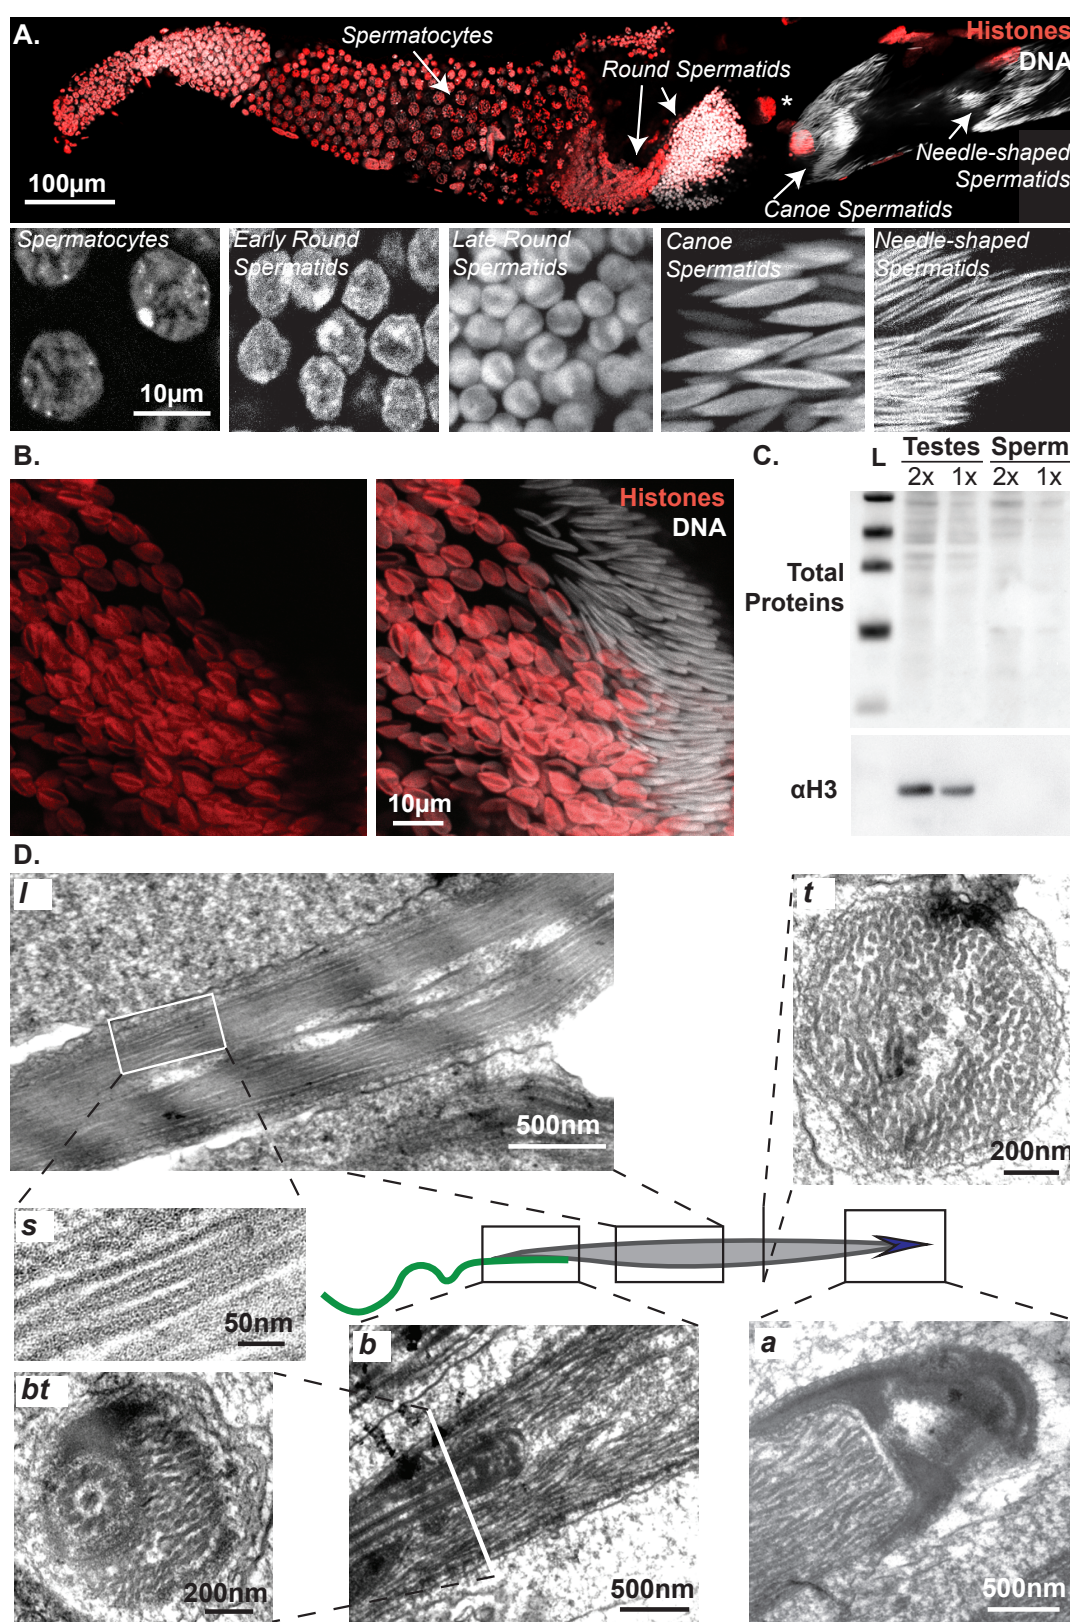 A.
Spermatocytes
Round Spermatids
*
Histones
DNA
Needle-shaped
Spermatids
Canoe Spermatids
100µm
Spermatocytes
10µm
Early Round
Spermatids
Late Round
Spermatids
Canoe
Spermatids
Needle-shaped
Spermatids
B.
Histones
DNA
10µm
C.
L
Testes
Sperm
2x 1x 2x 1x
Total
Proteins
αH3
D.
l
500nm
t
200nm
s
50nm
bt
200nm
b
500nm
a
500nm